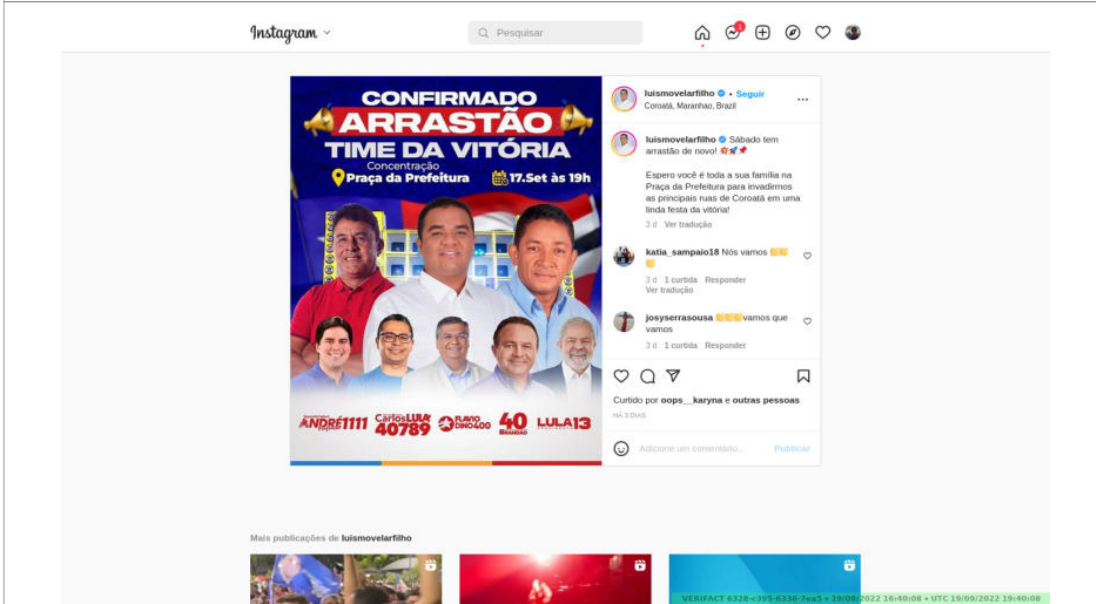 Instagram
Pesquisar
1
CONFIRMADO
ARRASTÃO
TIME DA VITÓRIA
Concentração
Praça da Prefeitura
17.Set às 19h
ANDRÉ1111
Carlos LULA
40789
FLAVIO
DINO400
40
BRANDÃO
LULA13
luismovelarfilho • Seguir
Coroatá, Maranhao, Brazil
luismovelarfilho Sábado tem
arrastão de novo! 💥🚀📌
Espero você é toda a sua família na
Praça da Prefeitura para invadirmos
as principais ruas de Coroatá em uma
linda festa da vitória!
3 d Ver tradução
katia_sampaio18 Nós vamos 👏👏
👏
3 d 1 curtida Responder
Ver tradução
josyserrasousa 👏👏👏vamos que
vamos
3 d 1 curtida Responder
Curtido por oops__karyna e outras pessoas
HÁ 3 DIAS
Adicione um comentário...
Publicar
Mais publicações de luismovelarfilho
VERIFACT 6328-c395-6336-7ea5 • 19/09/2022 16:40:08 • UTC 19/09/2022 19:40:08